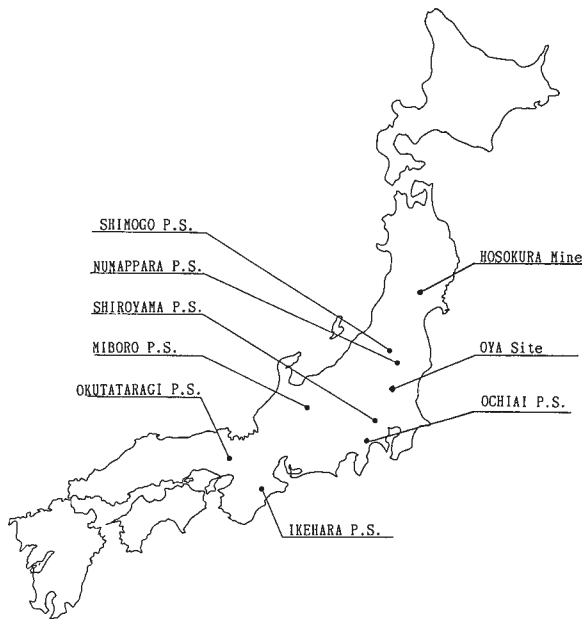 SHIMOGO P.S.
NUMAPPARA P.S.
SHIROYAMA P.S.
MIBORO P.S.
OKUTATARAGI P.S.
HOSOKURA Mine
OYA Site
OCHIAI P.S.
IKEHARA P.S.